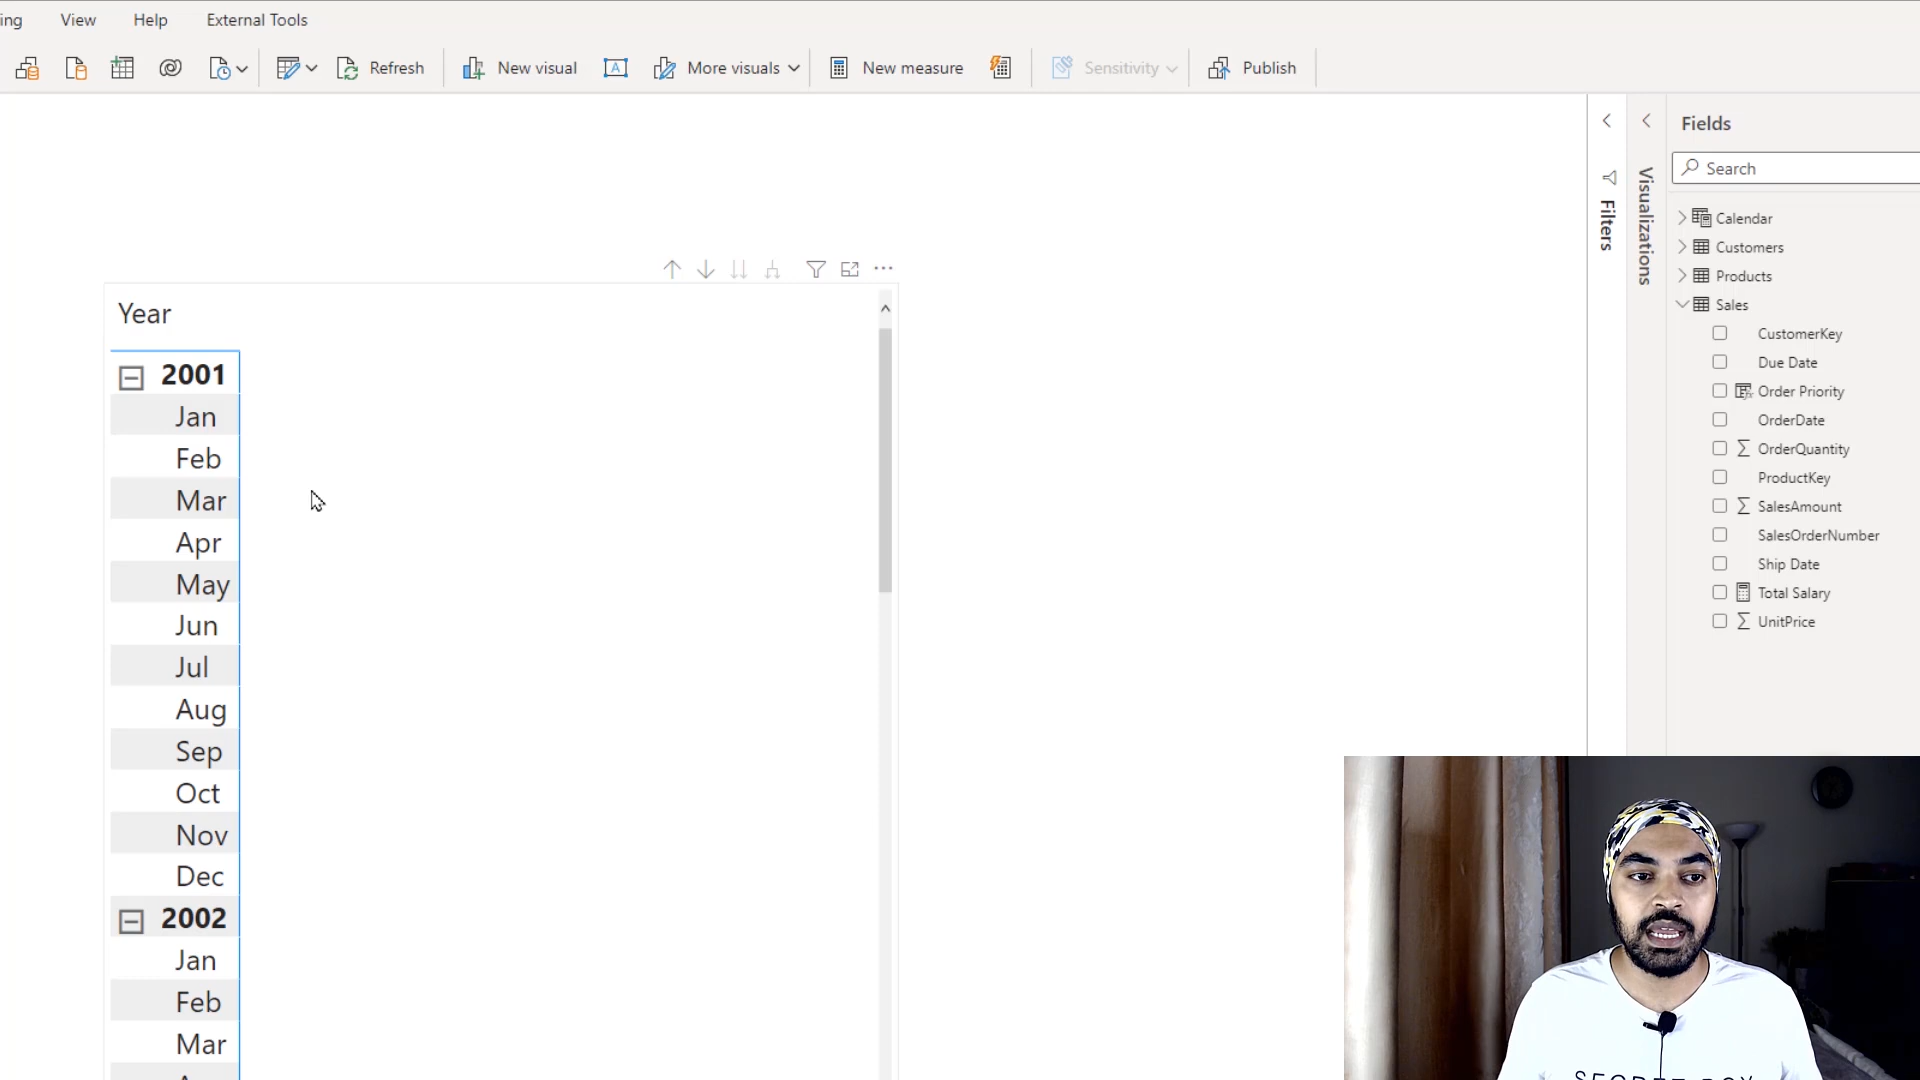 ing View Help External Tools
Refresh New visual A More visuals New measure Sensitivity Publish
Filters
Visualizations
Fields
Search
Calendar
Customers
Products
Sales
CustomerKey
Due Date
Order Priority
OrderDate
OrderQuantity
ProductKey
SalesAmount
SalesOrderNumber
Ship Date
Total Salary
UnitPrice
Year
2001
Jan
Feb
Mar
Apr
May
Jun
Jul
Aug
Sep
Oct
Nov
Dec
2002
Jan
Feb
Mar